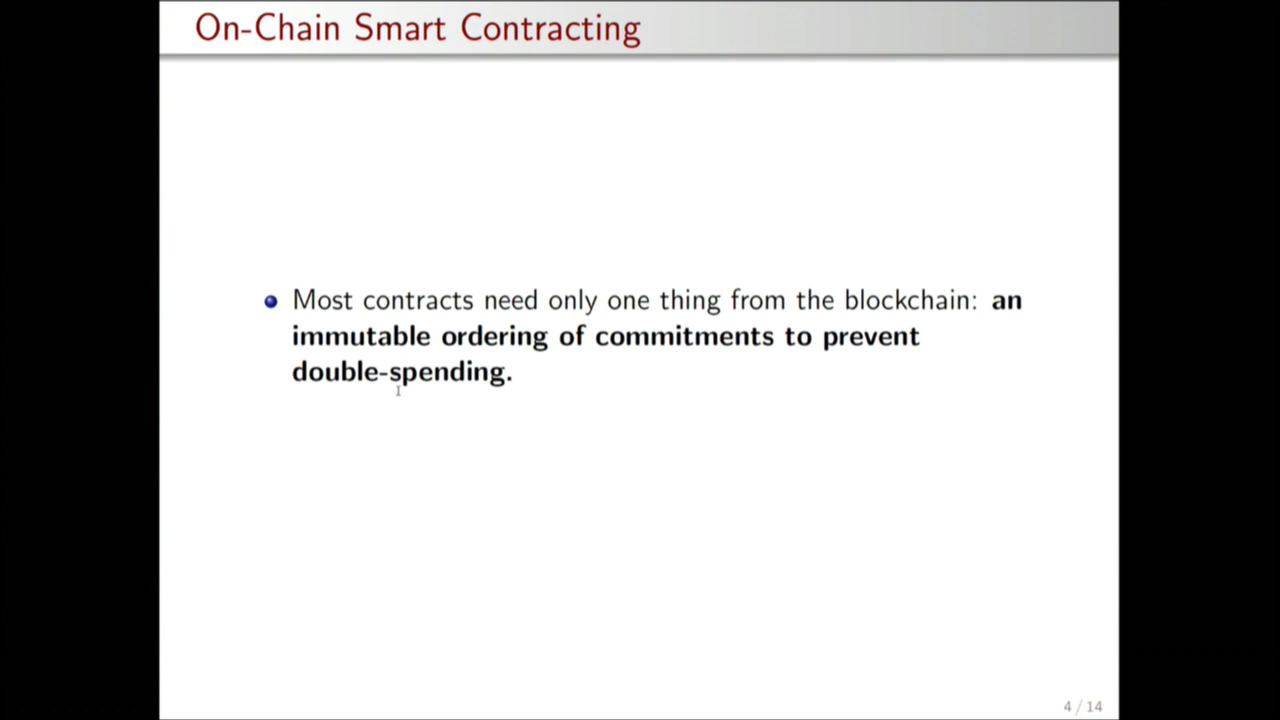 On-Chain Smart Contracting
Most contracts need only one thing from the blockchain: an
immutable ordering of commitments to prevent
double-spending.
4 / 14